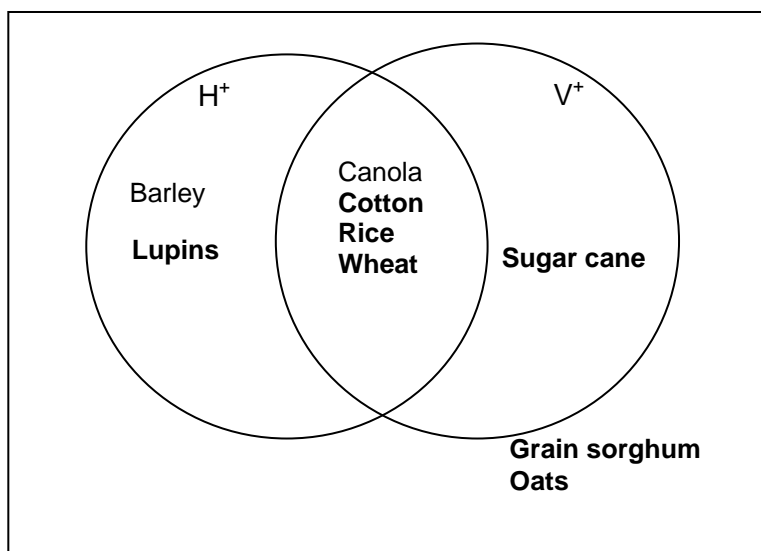 H⁺
V⁺
Barley
Lupins
Canola
Cotton
Rice
Wheat
Sugar cane
Grain sorghum
Oats